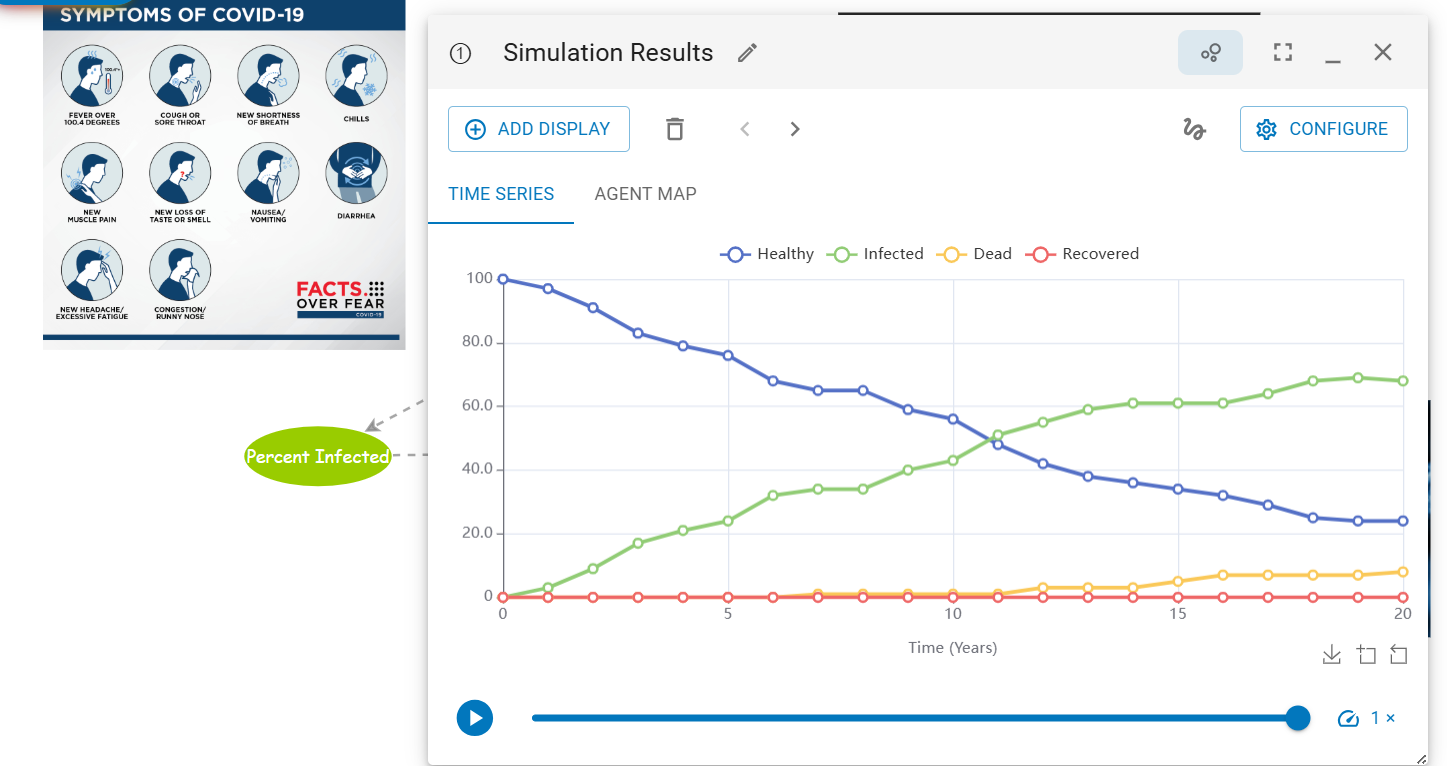 SYMPTOMS OF COVID-19
100.4°F+
FEVER OVER
100.4 DEGREES
COUGH OR
SORE THROAT
NEW SHORTNESS
OF BREATH
CHILLS
?
NEW
MUSCLE PAIN
NEW LOSS OF
TASTE OR SMELL
NAUSEA/
VOMITING
DIARRHEA
NEW HEADACHE/
EXCESSIVE FATIGUE
CONGESTION/
RUNNY NOSE
FACTS.
OVER FEAR
COVID-19
Percent Infected
1 Simulation Results
ADD DISPLAY
CONFIGURE
TIME SERIES AGENT MAP
Healthy Infected Dead Recovered
100
80.0
60.0
40.0
20.0
0
0 5 10 15 20
Time (Years)
1 ×